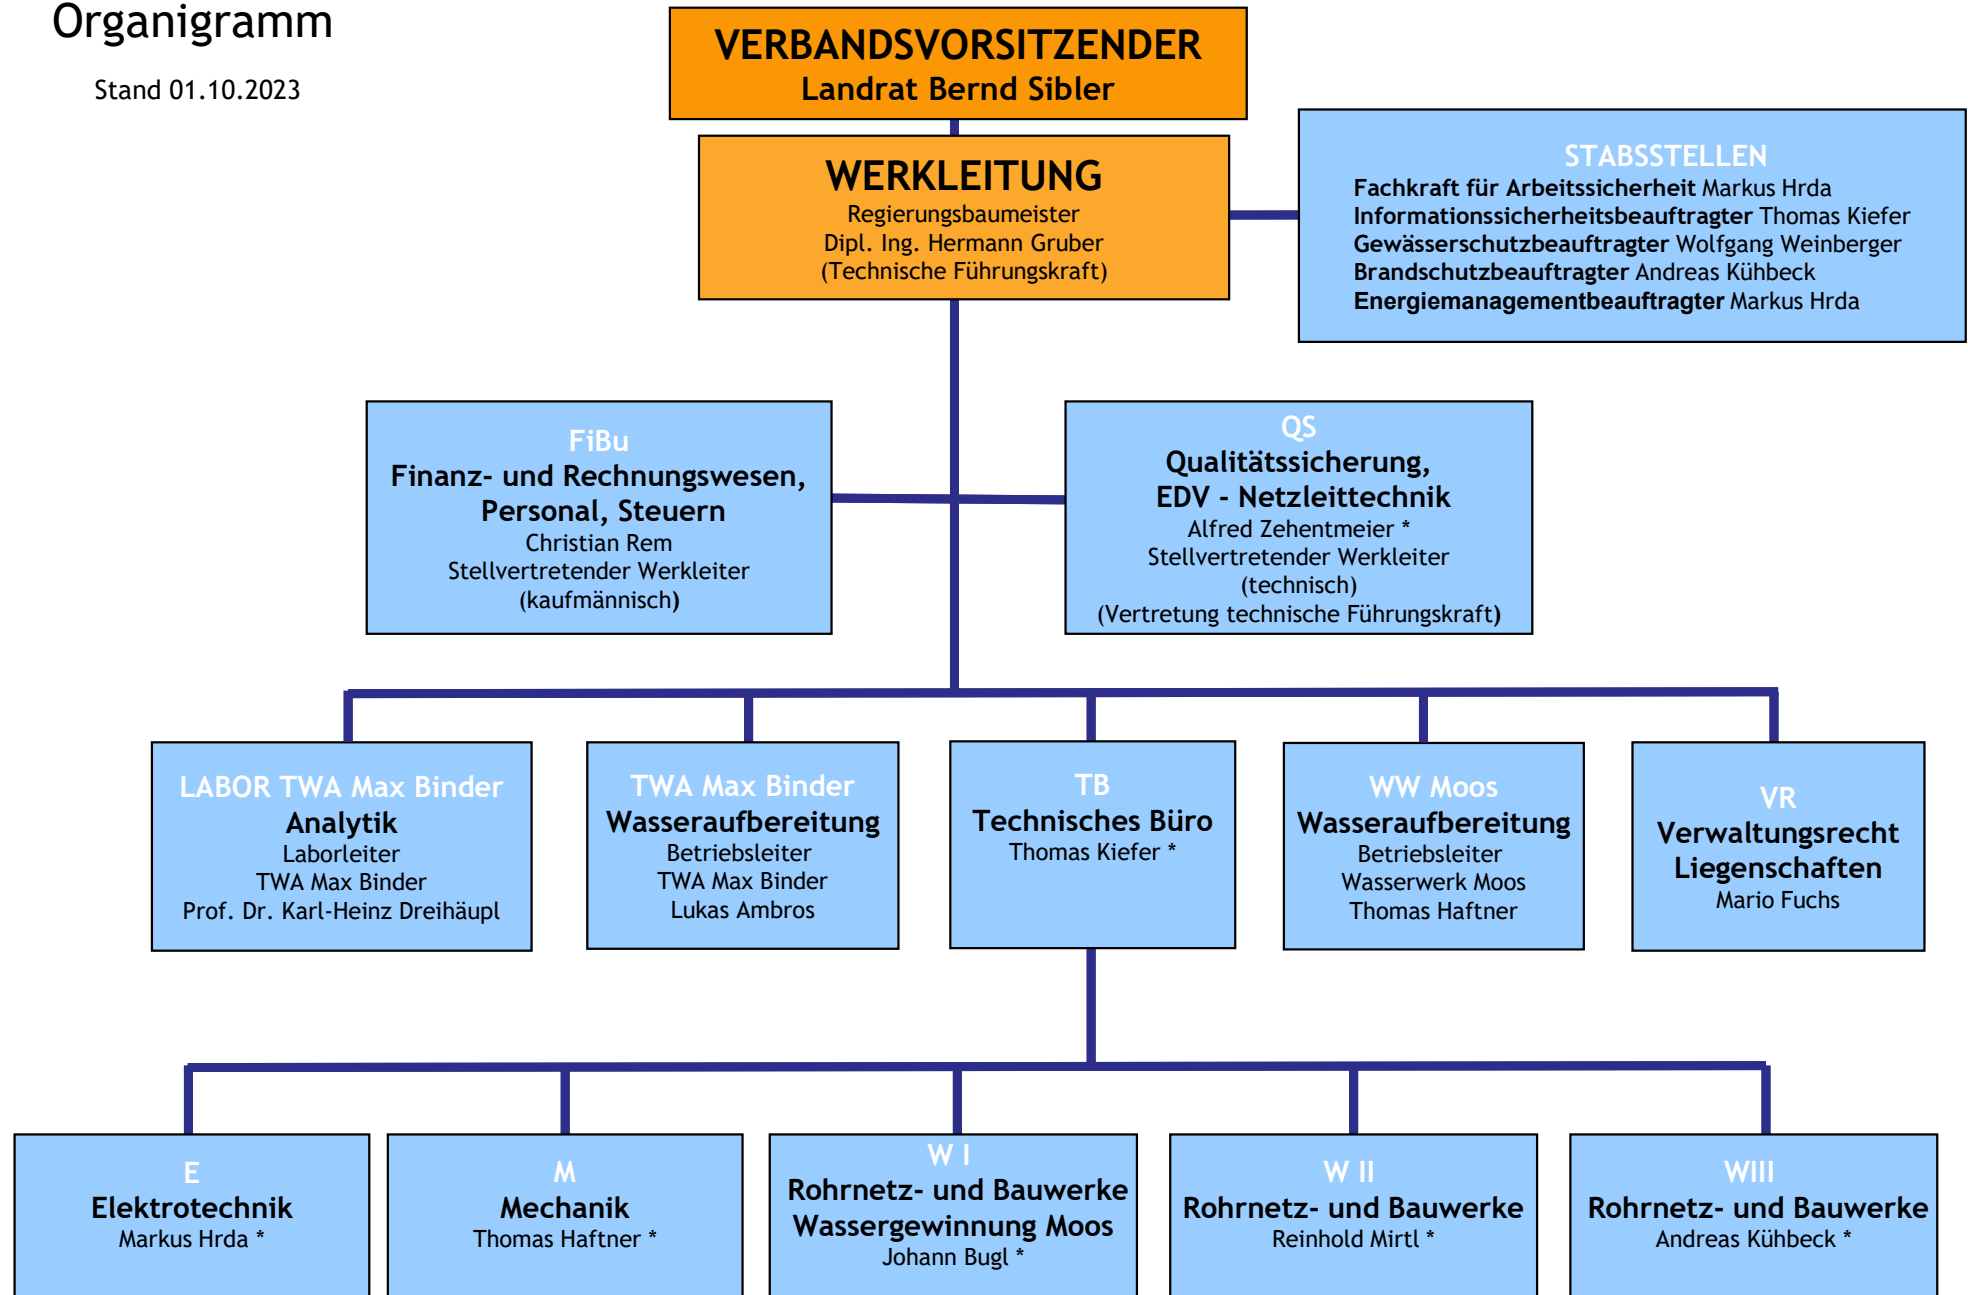 Organigramm
Stand 01.10.2023
VERBANDSVORSITZENDER
Landrat Bernd Sibler
WERKLEITUNG
Regierungsbaumeister
Dipl. Ing. Hermann Gruber
(Technische Führungskraft)
STABSSTELLEN
Fachkraft für Arbeitssicherheit Markus Hrda
Informationssicherheitsbeauftragter Thomas Kiefer
Gewässerschutzbeauftragter Wolfgang Weinberger
Brandschutzbeauftragter Andreas Kühbeck
Energiemanagementbeauftragter Markus Hrda
FiBu
Finanz- und Rechnungswesen,
Personal, Steuern
Christian Rem
Stellvertretender Werkleiter
(kaufmännisch)
QS
Qualitätssicherung,
EDV - Netzleittechnik
Alfred Zehentmeier *
Stellvertretender Werkleiter
(technisch)
(Vertretung technische Führungskraft)
LABOR TWA Max Binder
Analytik
Laborleiter
TWA Max Binder
Prof. Dr. Karl-Heinz Dreihäupl
TWA Max Binder
Wasseraufbereitung
Betriebsleiter
TWA Max Binder
Lukas Ambros
TB
Technisches Büro
Thomas Kiefer *
WW Moos
Wasseraufbereitung
Betriebsleiter
Wasserwerk Moos
Thomas Haftner
VR
Verwaltungsrecht
Liegenschaften
Mario Fuchs
E
Elektrotechnik
Markus Hrda *
M
Mechanik
Thomas Haftner *
W I
Rohrnetz- und Bauwerke
Wassergewinnung Moos
Johann Bugl *
W II
Rohrnetz- und Bauwerke
Reinhold Mirtl *
WIII
Rohrnetz- und Bauwerke
Andreas Kühbeck *